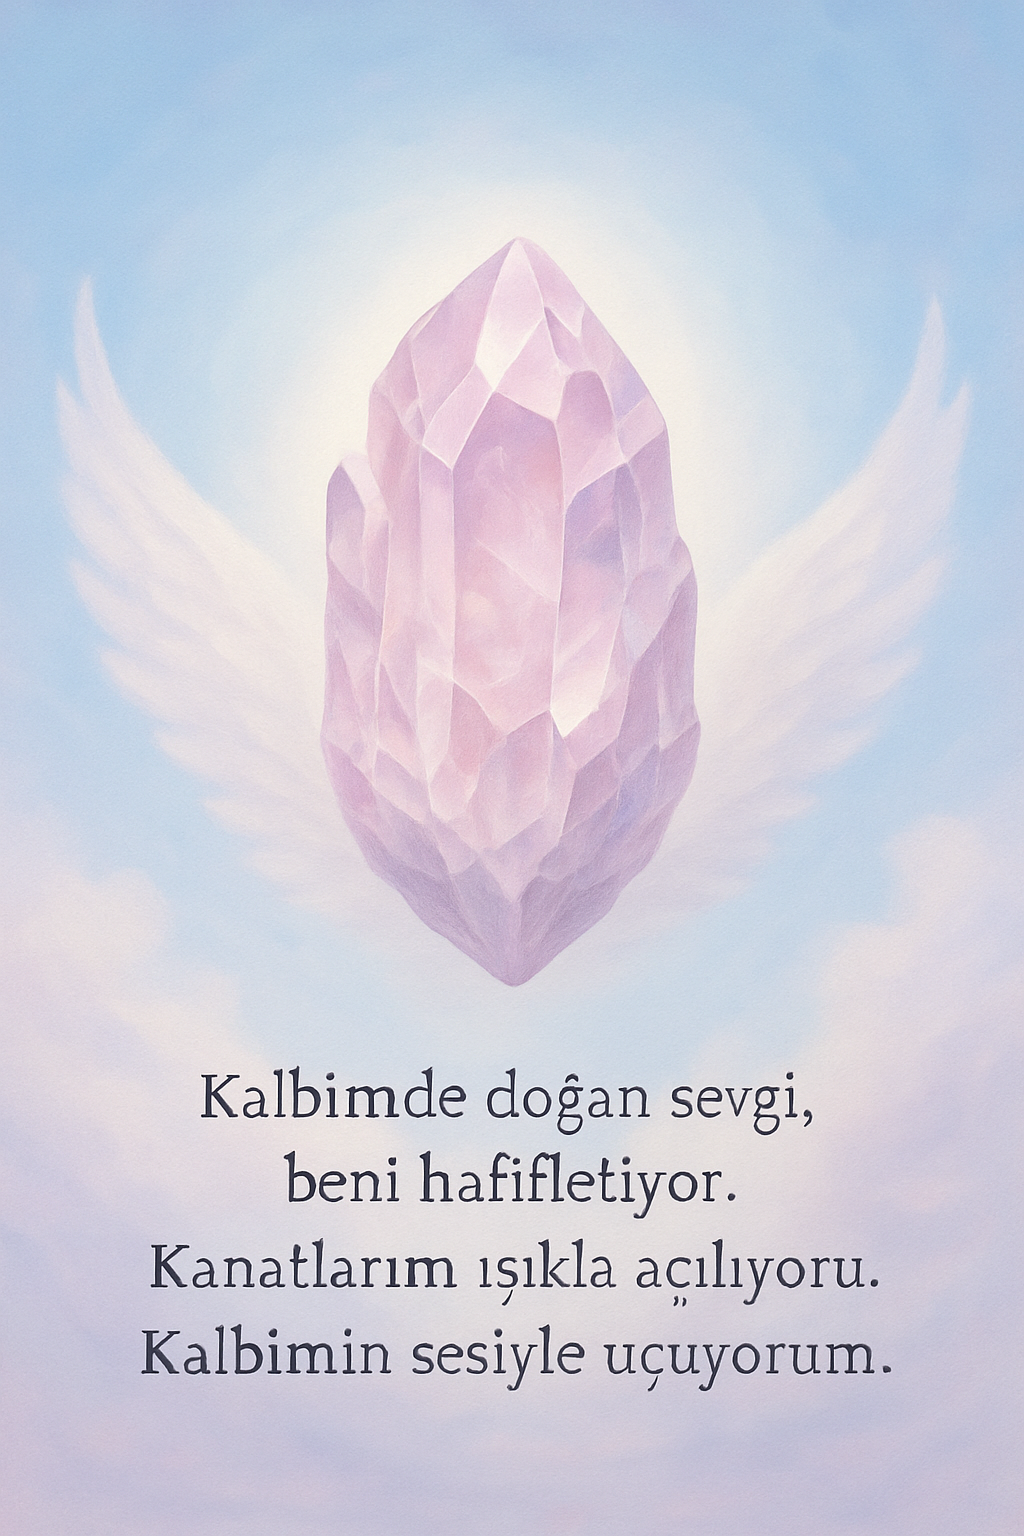 Kalbimde doĝan sevgi,
beni hafifletiyor.
Kanatlarım ışıkla açılıyoru.
Kalbimin sesiyle uçuyorum.